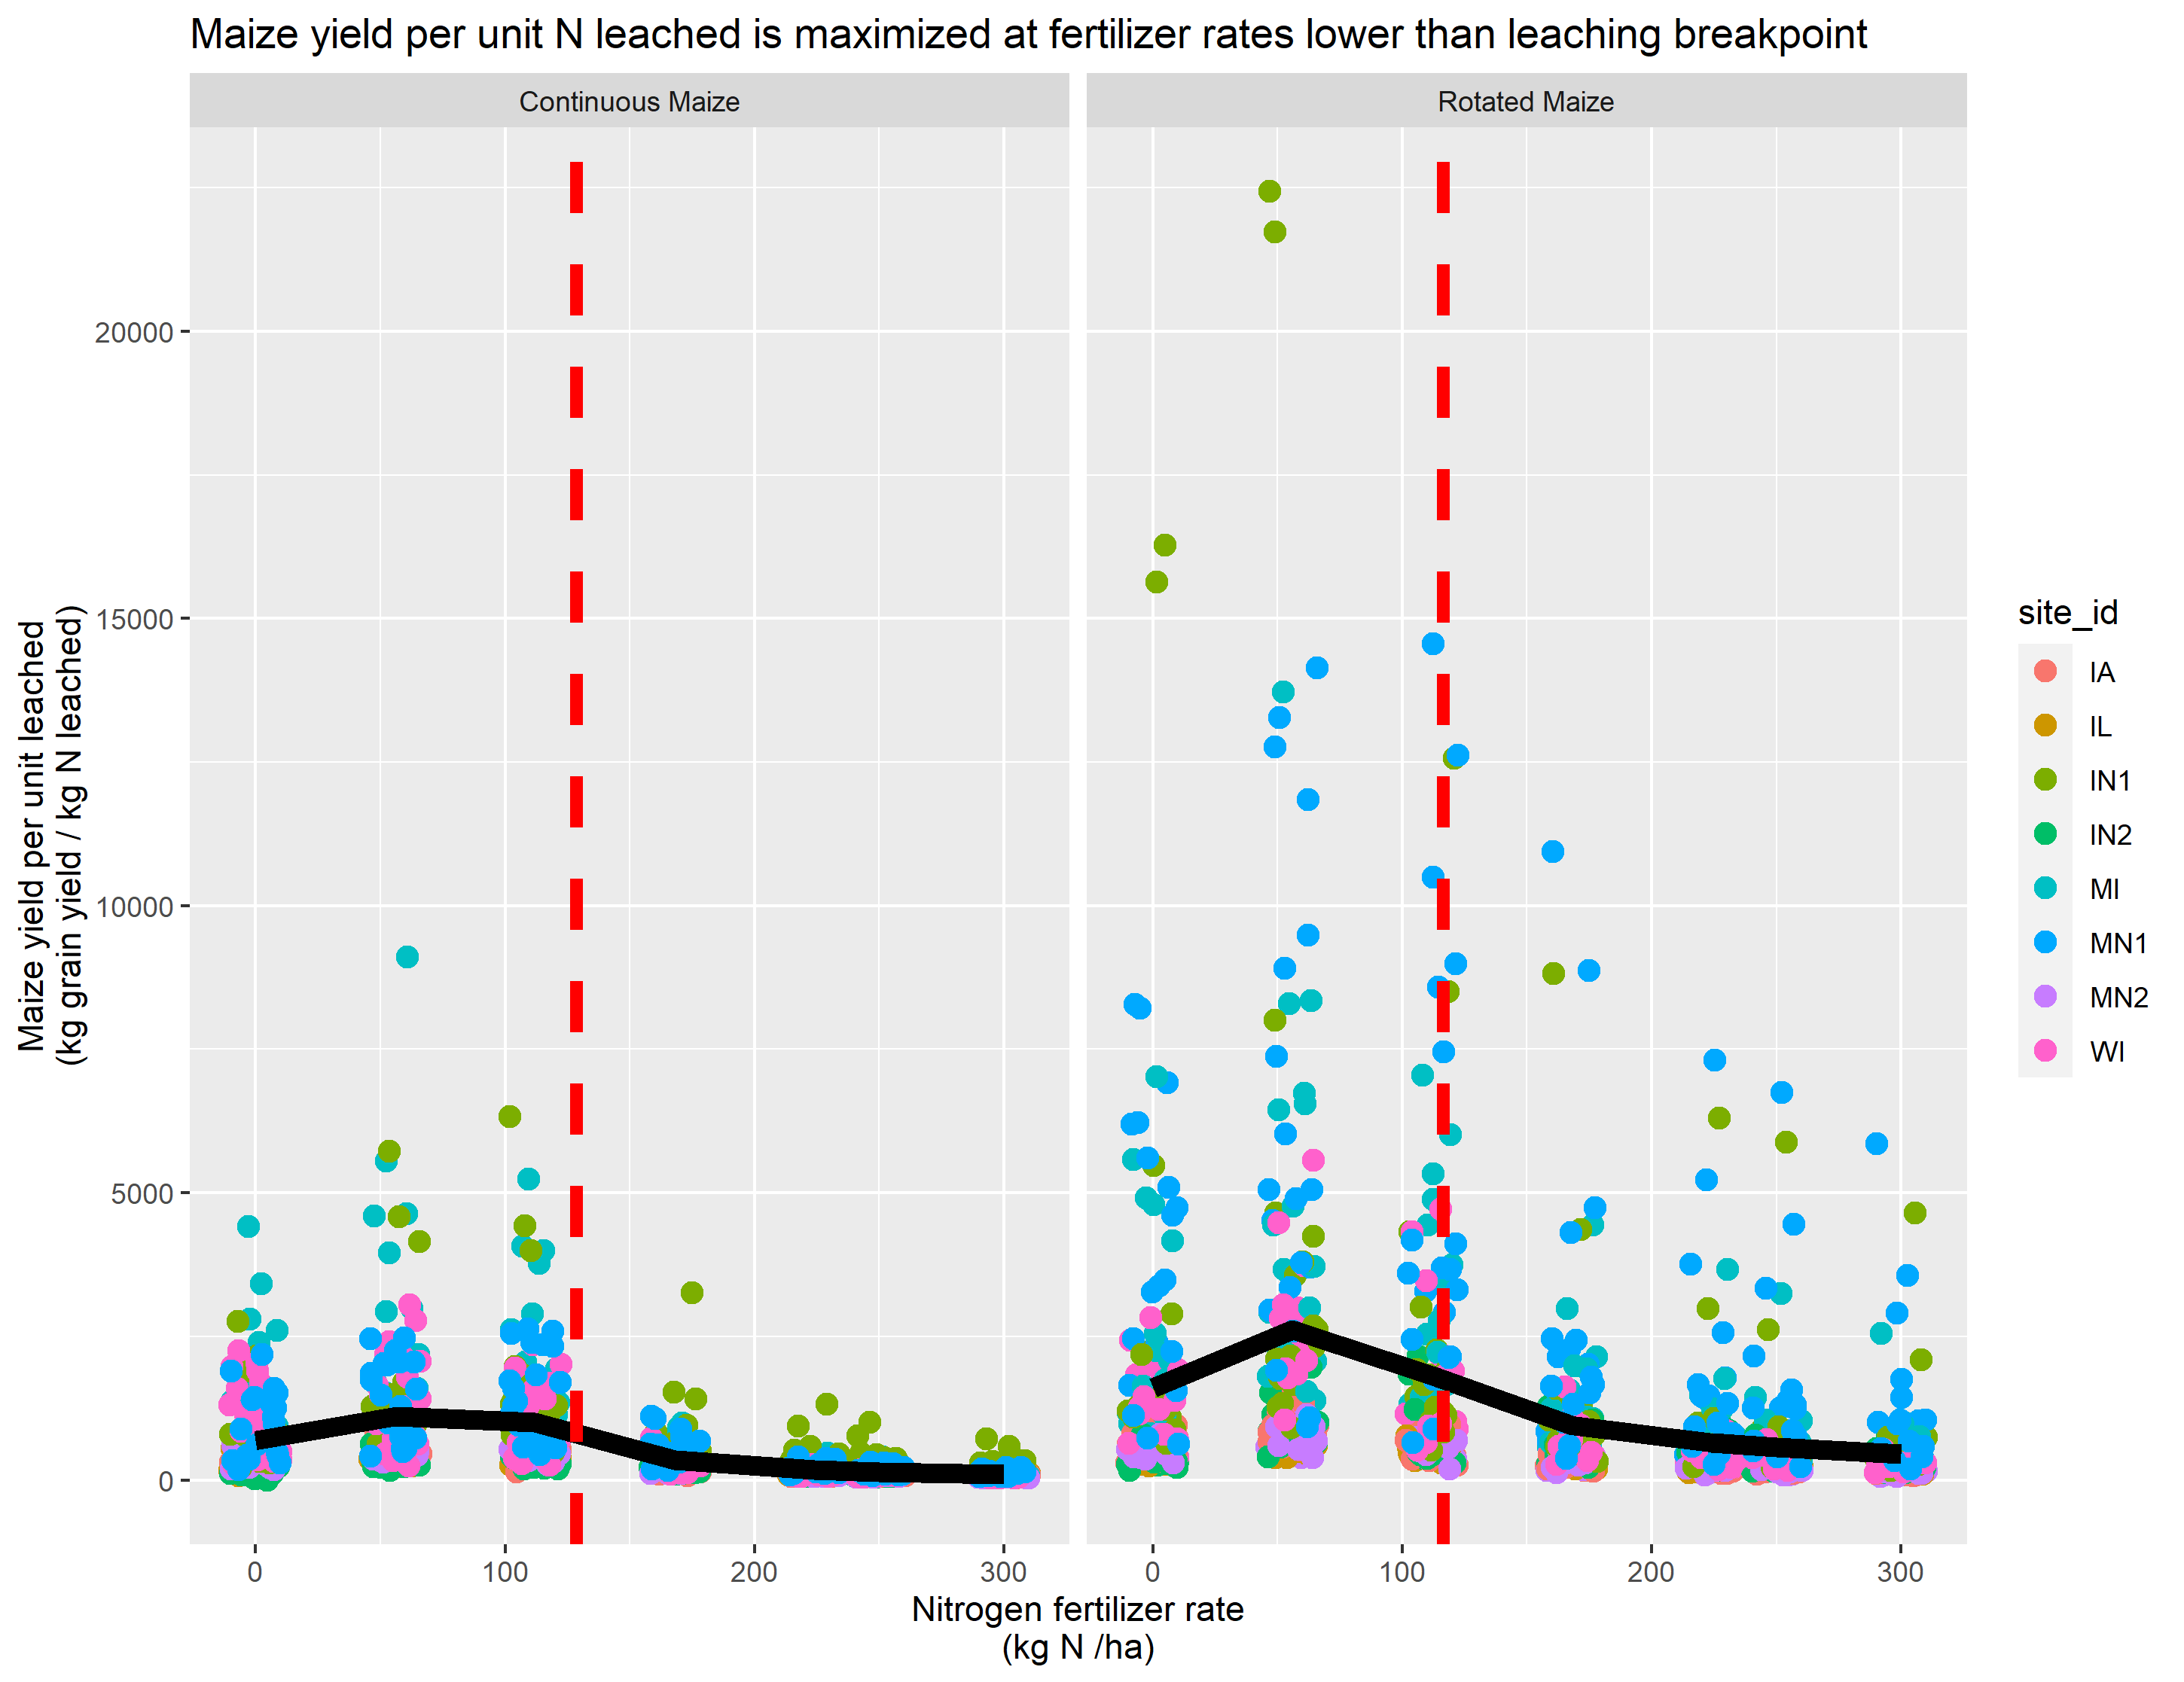 Maize yield per unit N leached is maximized at fertilizer rates lower than leaching breakpoint
Continuous Maize
Rotated Maize
Maize yield per unit leached
(kg grain yield / kg N leached)
20000
15000
10000
5000
0
0
100
200
300
0
100
200
300
Nitrogen fertilizer rate
(kg N /ha)
site_id
IA
IL
IN1
IN2
MI
MN1
MN2
WI